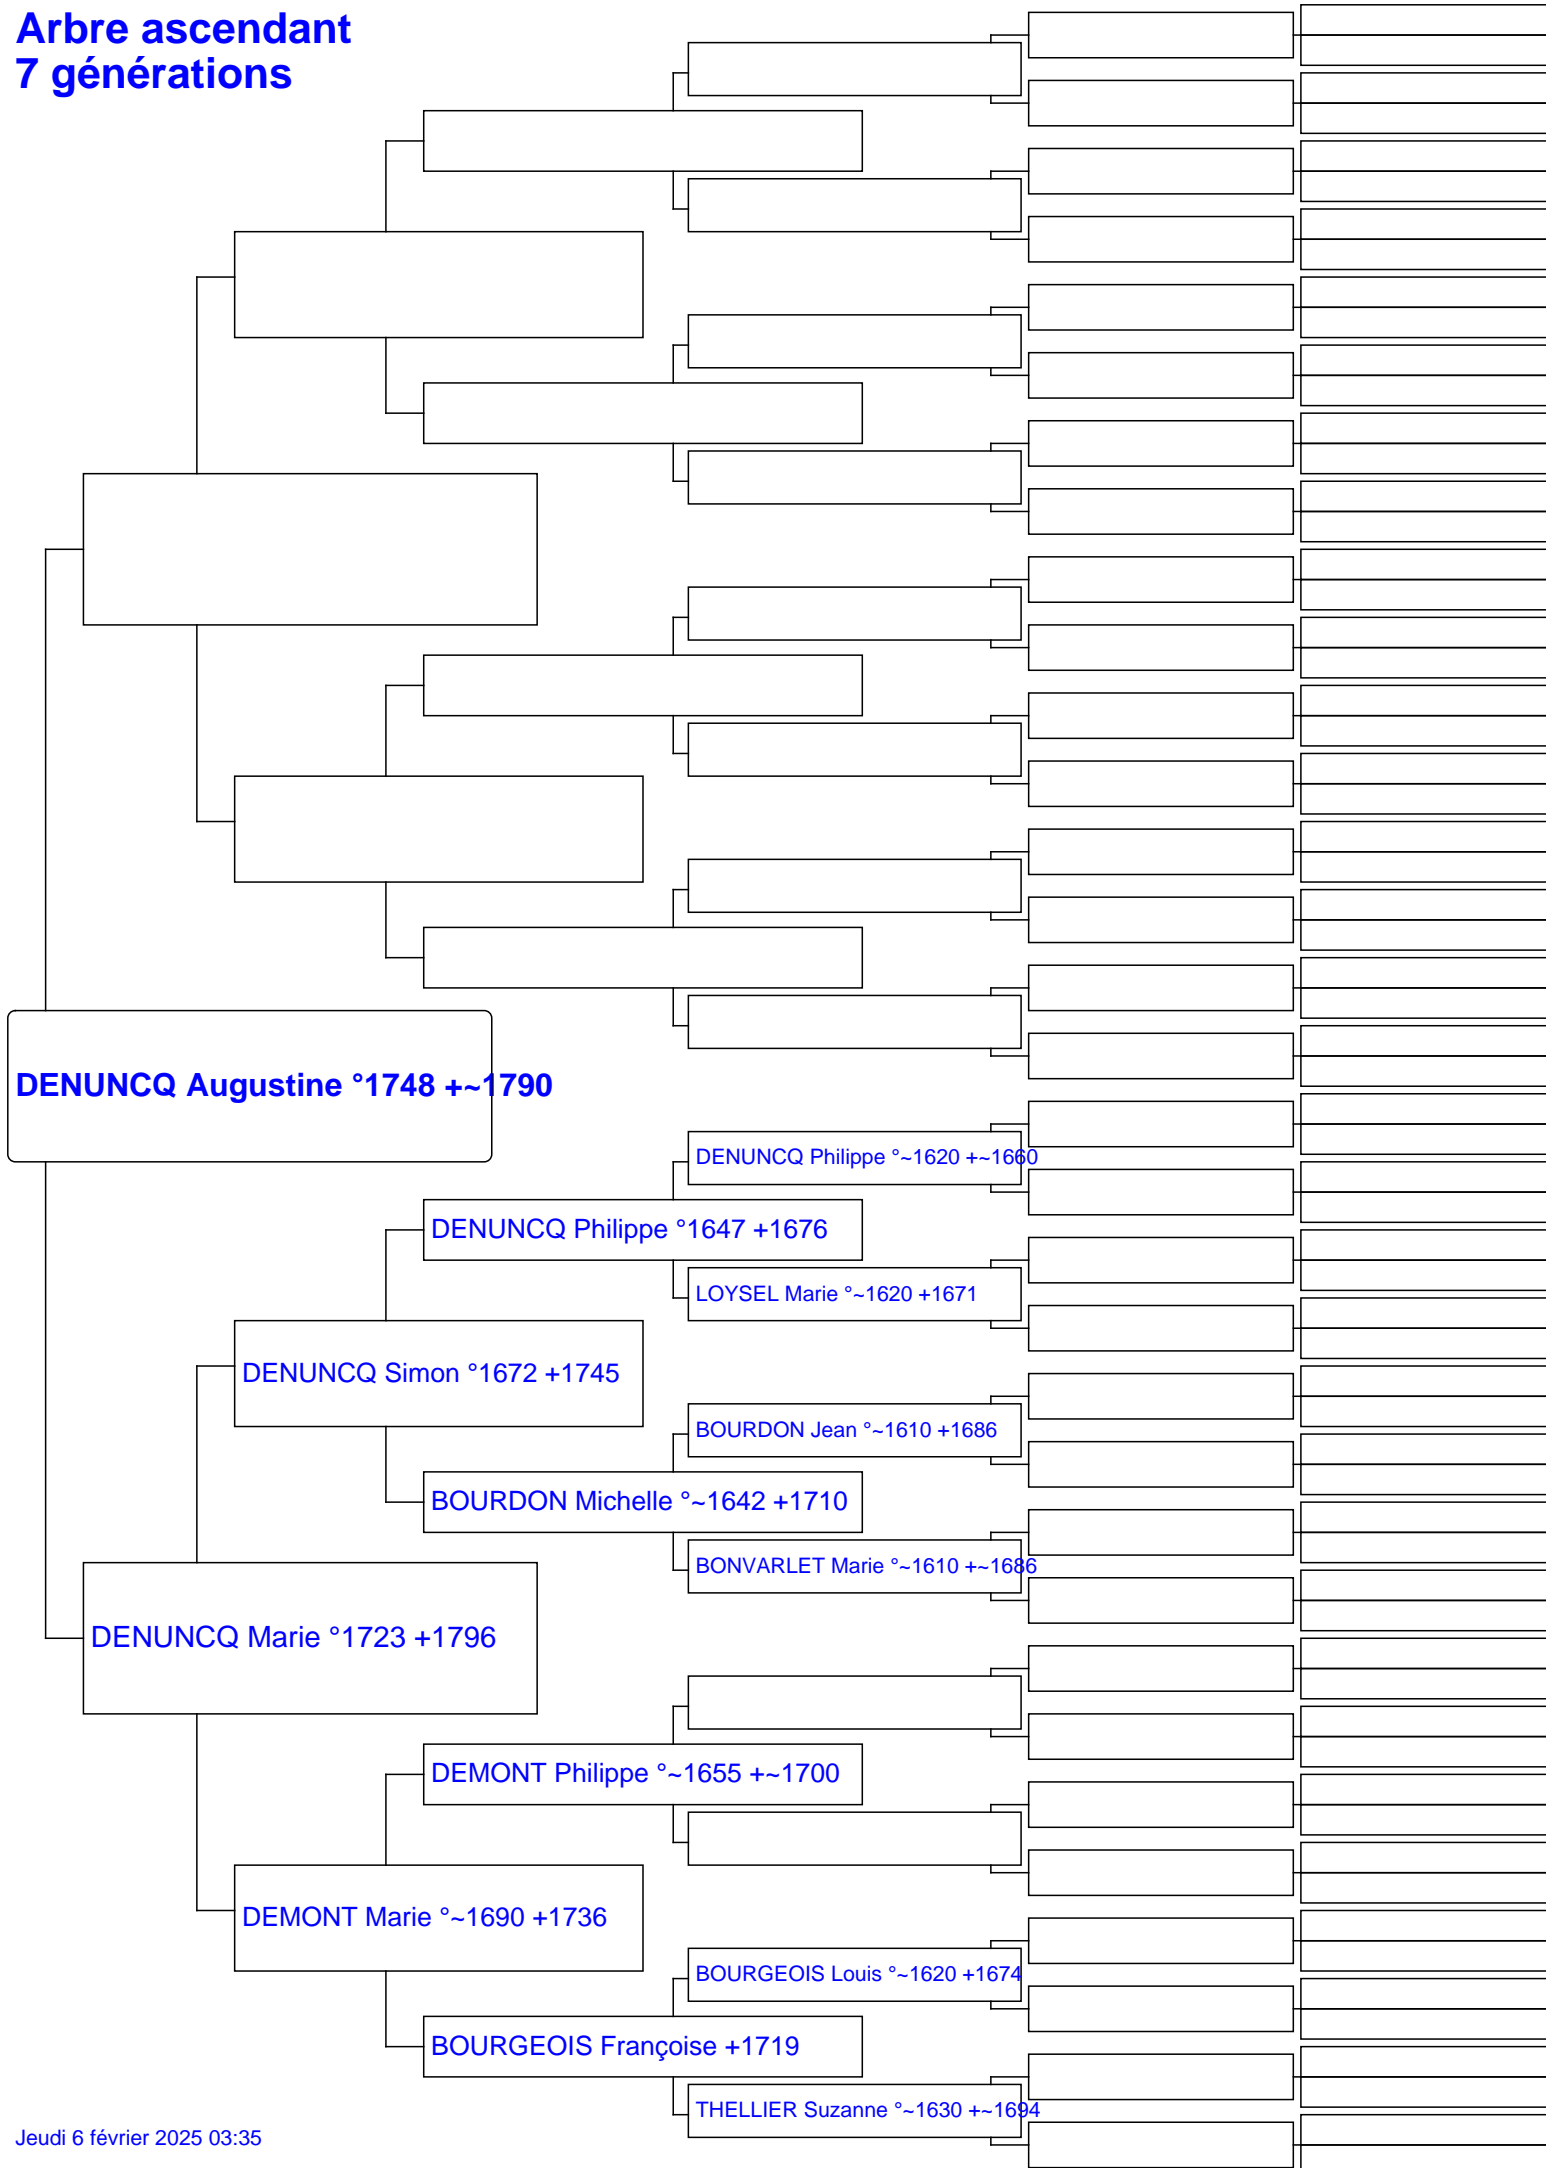 Arbre ascendant
7 générations
DENUNCQ Augustine °1748 +~1790
DENUNCQ Philippe °~1620 +~1660
DENUNCQ Philippe °1647 +1676
LOYSEL Marie °~1620 +1671
DENUNCQ Simon °1672 +1745
BOURDON Jean °~1610 +1686
BOURDON Michelle °~1642 +1710
BONVARLET Marie °~1610 +~1686
DENUNCQ Marie °1723 +1796
DEMONT Philippe °~1655 +~1700
DEMONT Marie °~1690 +1736
BOURGEOIS Louis °~1620 +1674
BOURGEOIS Françoise +1719
THELLIER Suzanne °~1630 +~1694
Jeudi 6 février 2025 03:35